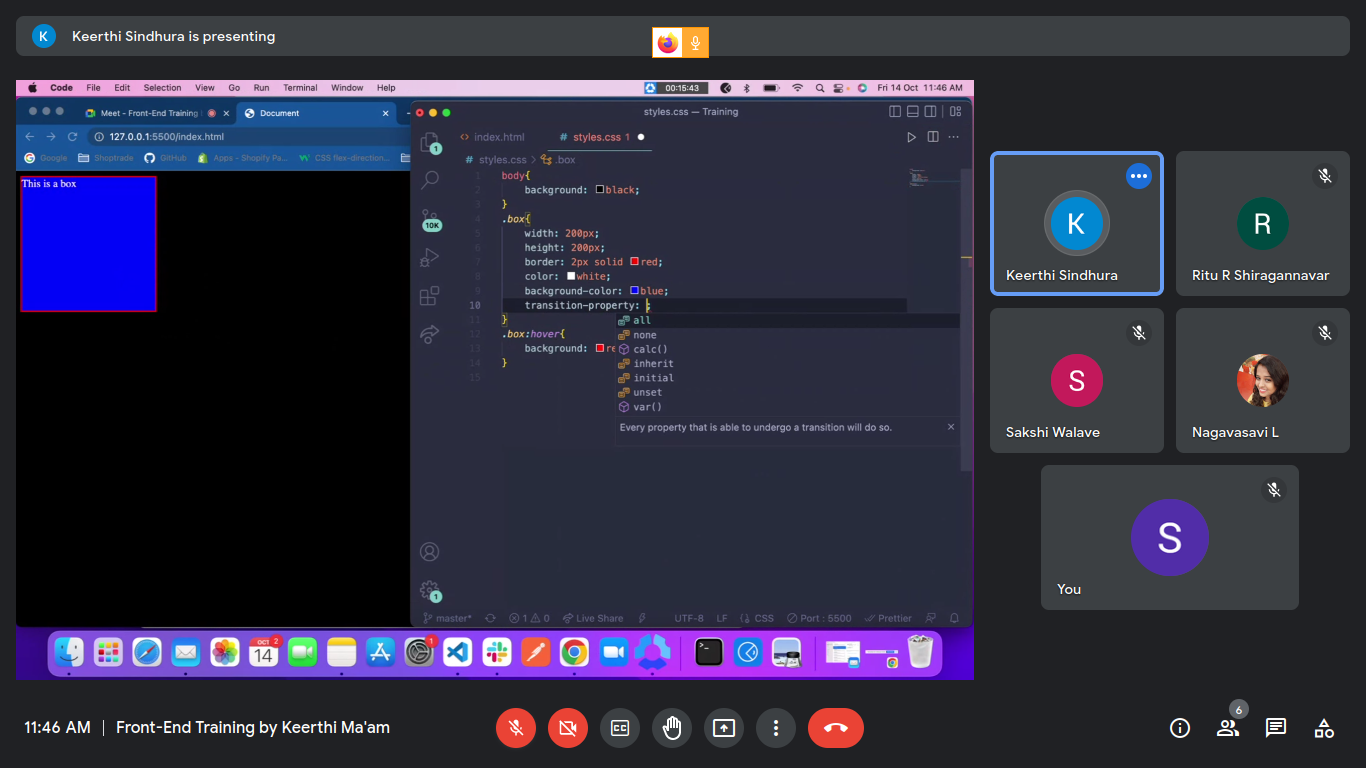 K Keerthi Sindhura is presenting
Code File Edit Selection View Go Run Terminal Window Help 00:15:43 Fri 14 Oct 11:46 AM
Meet - Front-End Training Document
styles.css — Training
127.0.0.1:5500/index.html
index.html # styles.css 1
Google Shoptrade GitHub Apps - Shopify Pa... CSS flex-direction...
# styles.css > .box
This is a box
1 body{
2 background: black;
3 }
4 .box{
5 width: 200px;
6 height: 200px;
7 border: 2px solid red;
8 color: white;
9 background-color: blue;
10 transition-property: ;
11 }
12 .box:hover{
13 background: re
14 }
15
all
none
calc()
inherit
initial
unset
var()
Every property that is able to undergo a transition will do so.
1
10K
1
master* 1 0 Live Share UTF-8 LF CSS Port : 5500 Prettier
OCT 2
14
1
K
Keerthi Sindhura
R
Ritu R Shiragannavar
S
Sakshi Walave
Nagavasavi L
S
You
11:46 AM | Front-End Training by Keerthi Ma'am
CC
6